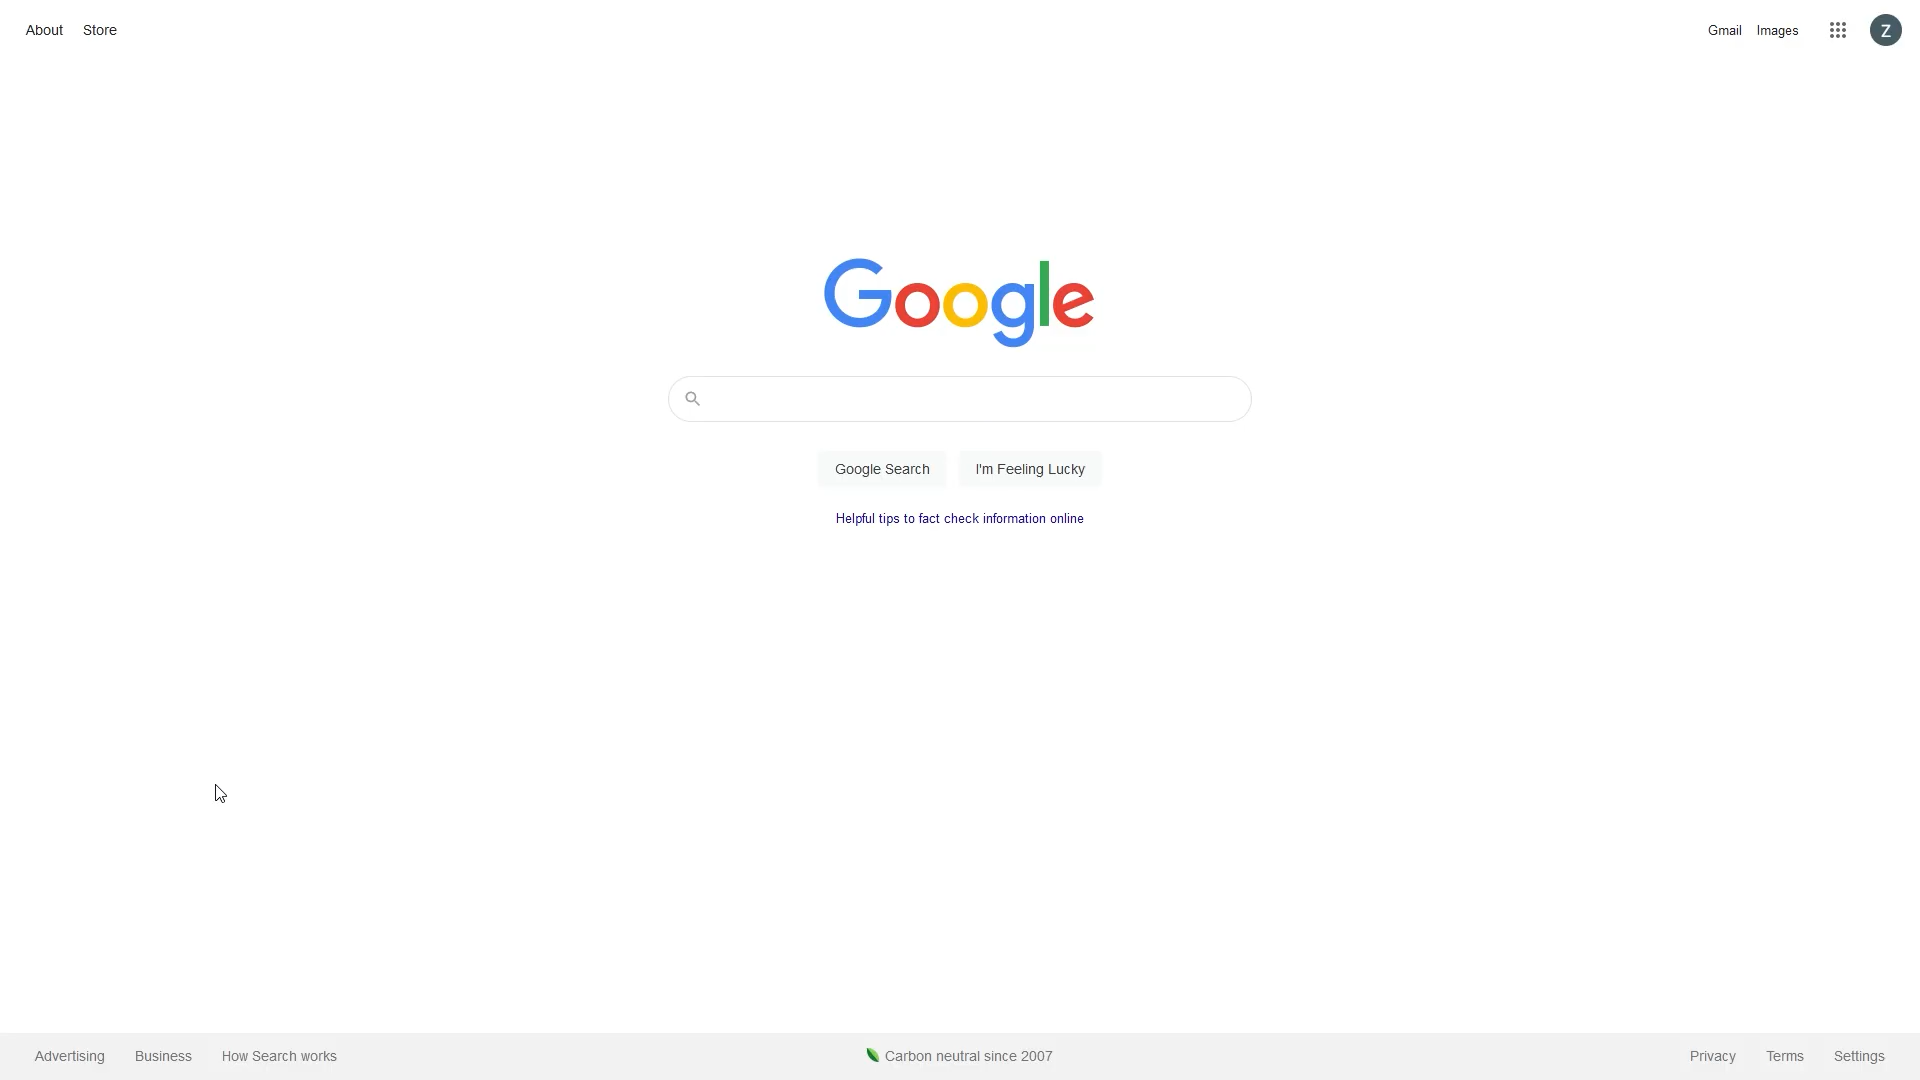 About Store Gmail Images Z
Google
Google Search I'm Feeling Lucky
Helpful tips to fact check information online
Advertising Business How Search works Carbon neutral since 2007 Privacy Terms Settings